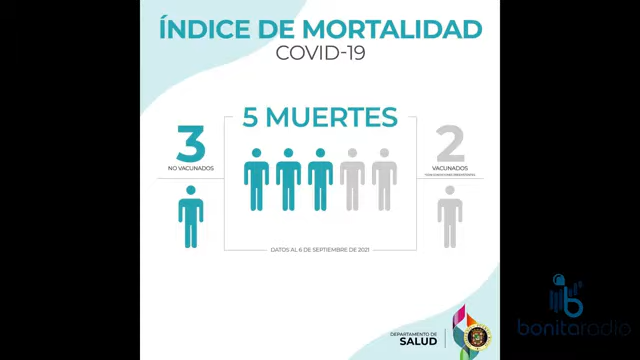 ÍNDICE DE MORTALIDAD
COVID-19
5 MUERTES
3
NO VACUNADOS
2
VACUNADOS
DATOS AL 6 DE SEPTIEMBRE DE 2021
DEPARTAMENTO DE
SALUD
b
bonitaradio